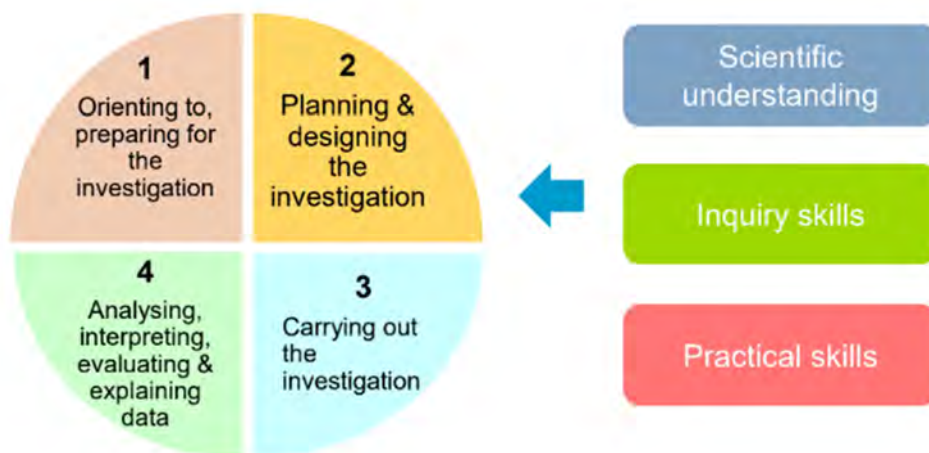 1
Orienting to,
preparing for
the
investigation
2
Planning &
designing
the
investigation
3
Carrying out
the
investigation
4
Analysing,
interpreting,
evaluating &
explaining
data
Scientific
understanding
Inquiry skills
Practical skills